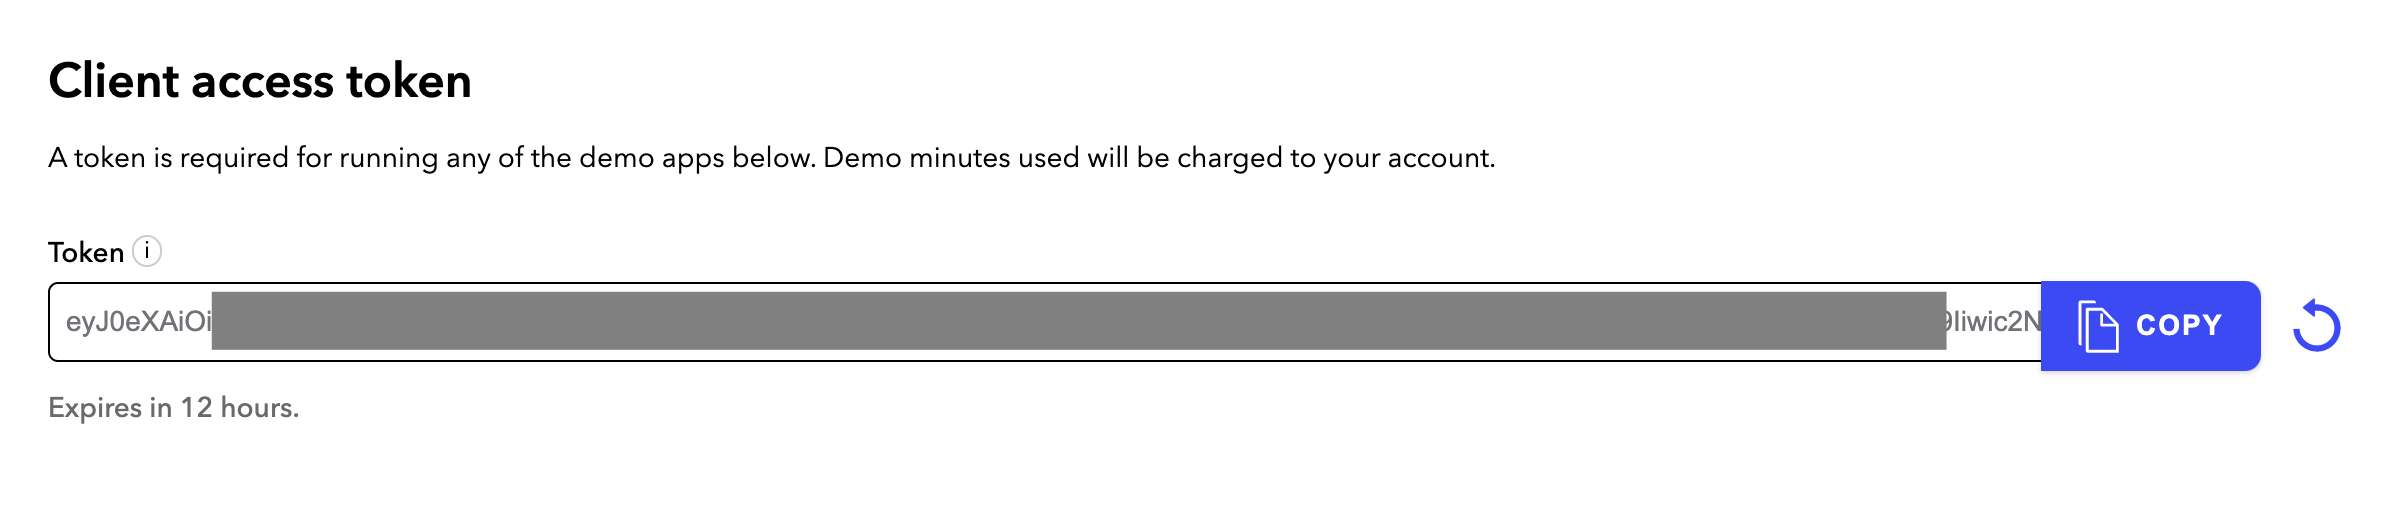 Client access token
A token is required for running any of the demo apps below. Demo minutes used will be charged to your account.
Token i
eyJ0eXAiOi 9Iiwic2N COPY
Expires in 12 hours.